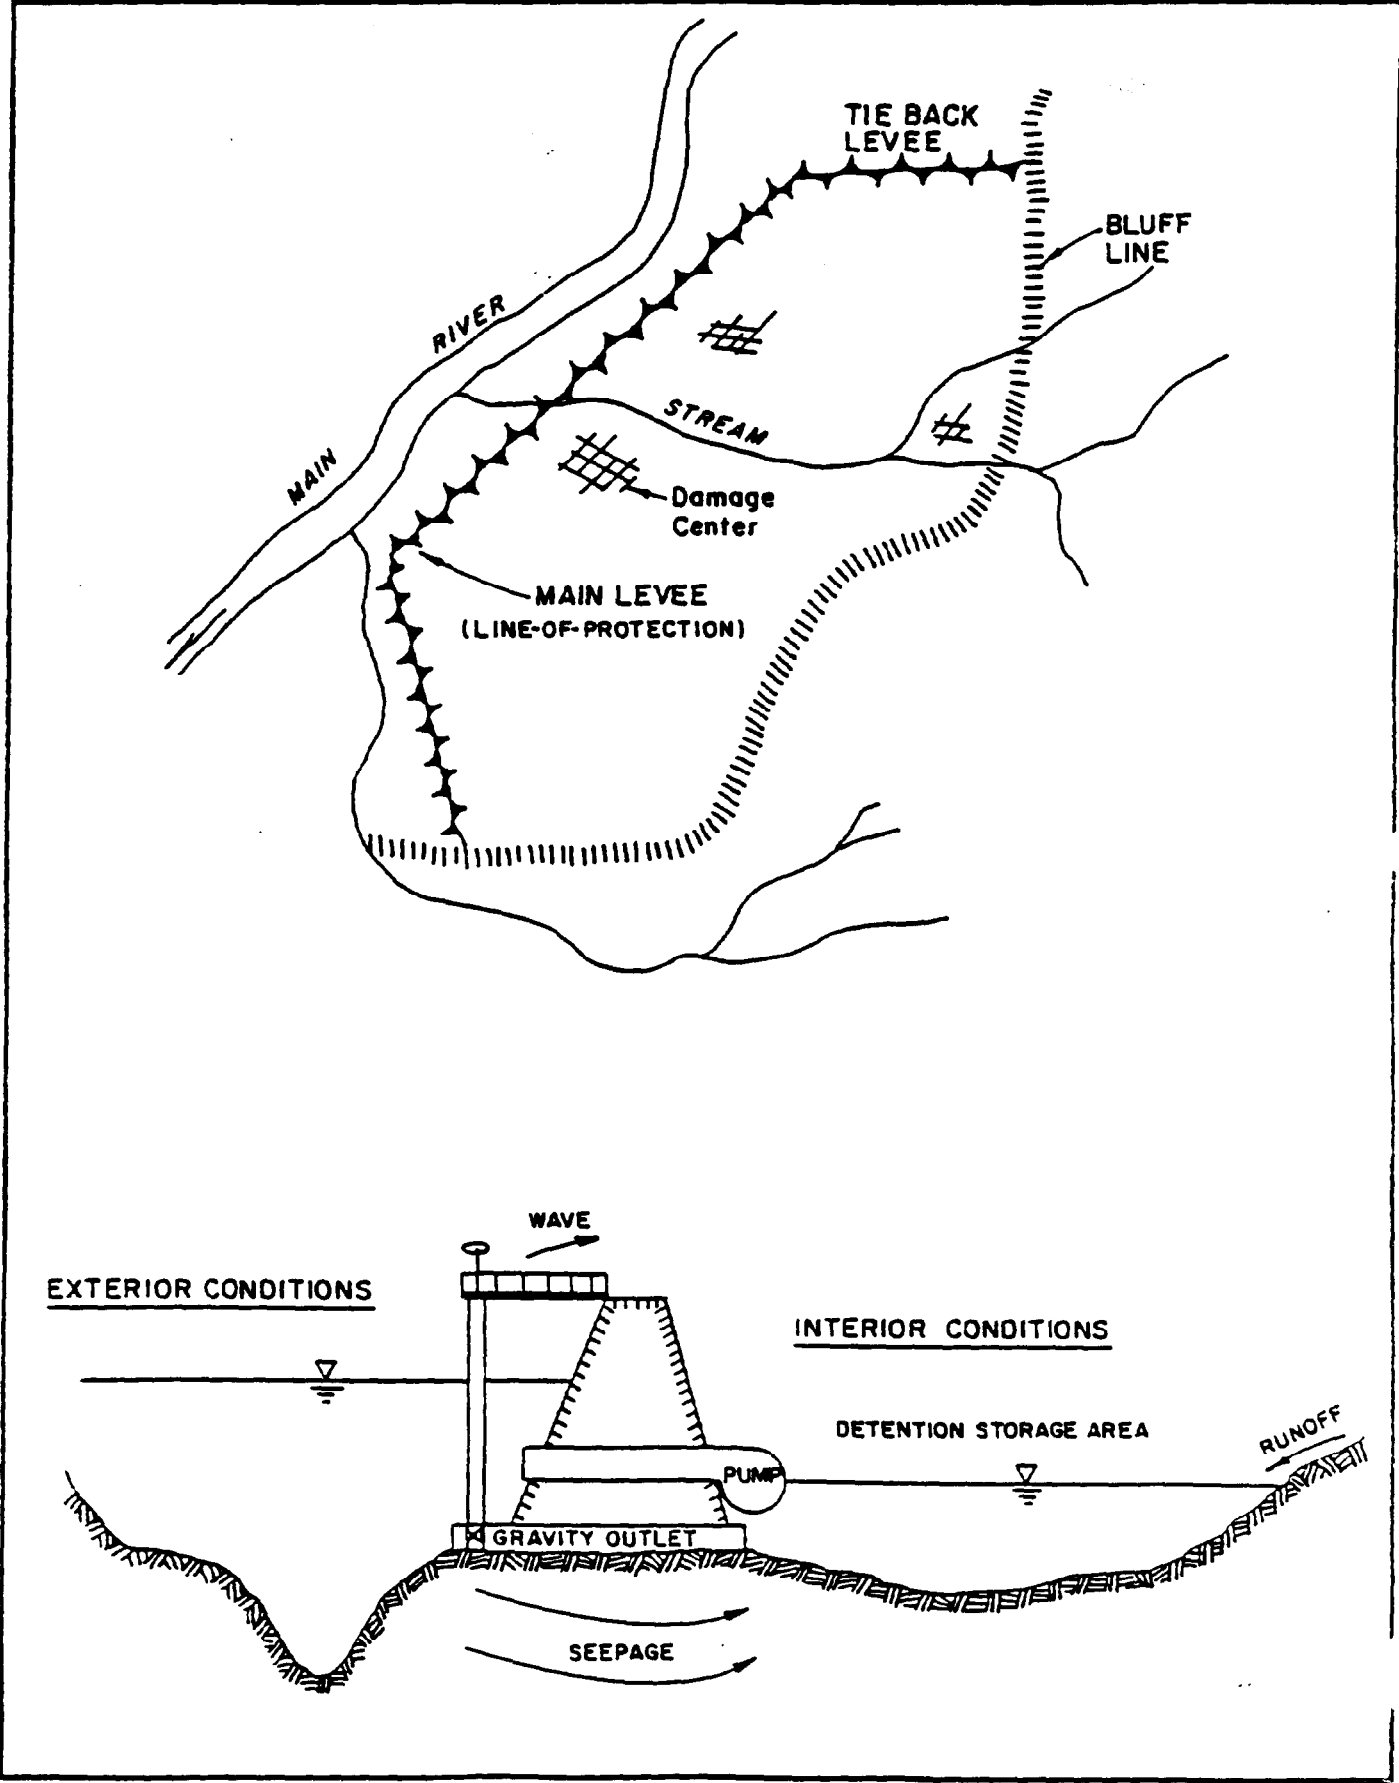 TIE BACK
LEVEE
BLUFF
LINE
RIVER
MAIN
STREAM
Damage
Center
MAIN LEVEE
(LINE-OF-PROTECTION)
WAVE
EXTERIOR CONDITIONS
INTERIOR CONDITIONS
DETENTION STORAGE AREA
RUNOFF
PUMP
GRAVITY OUTLET
SEEPAGE